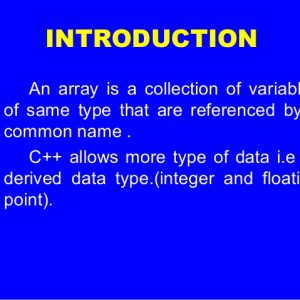 INTRODUCTION
An array is a collection of variabl
of same type that are referenced by
common name .
C++ allows more type of data i.e
derived data type.(integer and floati
point).